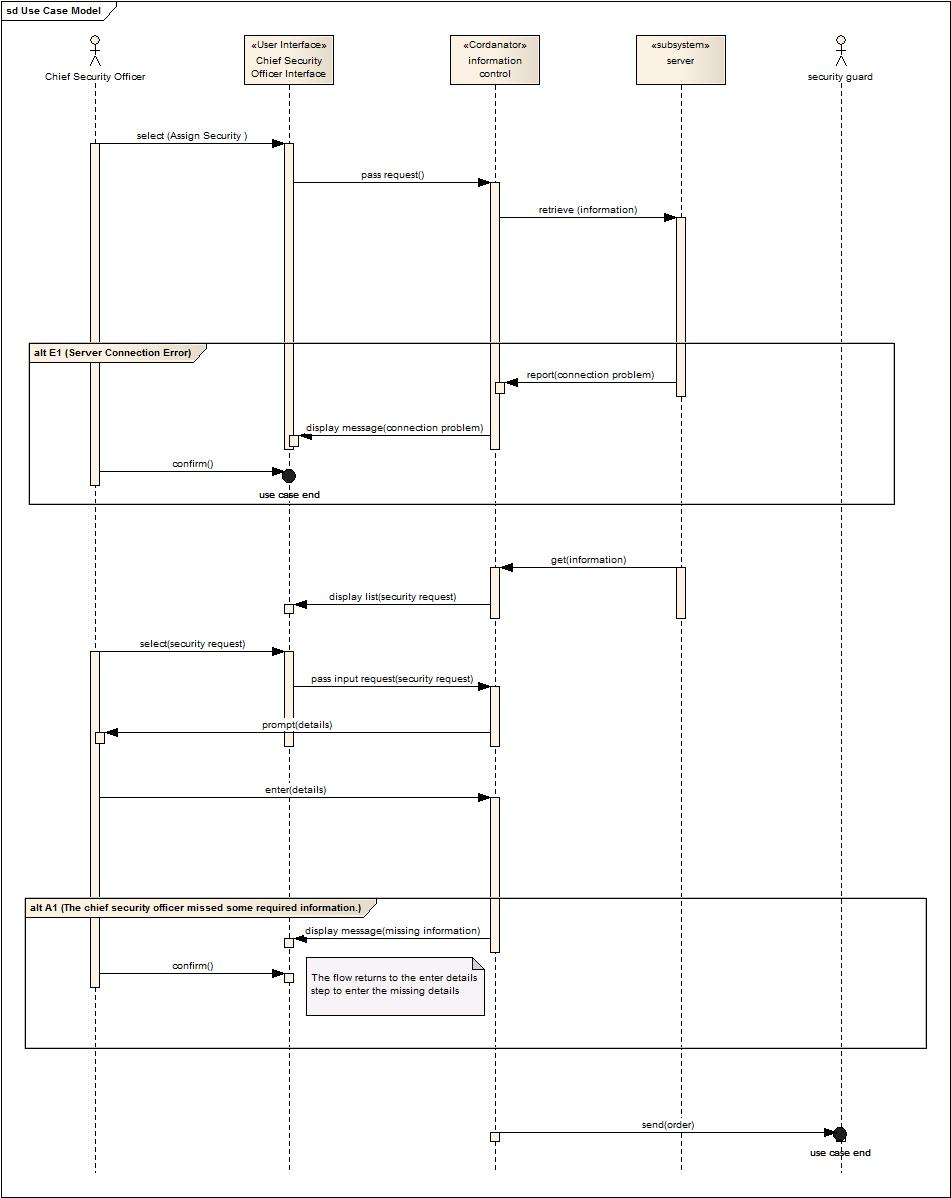 sd Use Case Model
Chief Security Officer
«User Interface»
Chief Security
Officer Interface
«Cordanator»
information
control
«subsystem»
server
security guard
select (Assign Security )
pass request()
retrieve (information)
alt E1 (Server Connection Error)
report(connection problem)
display message(connection problem)
confirm()
use case end
get(information)
display list(security request)
select(security request)
pass input request(security request)
prompt(details)
enter(details)
alt A1 (The chief security officer missed some required information.)
display message(missing information)
confirm()
The flow returns to the enter details
step to enter the missing details
send(order)
use case end